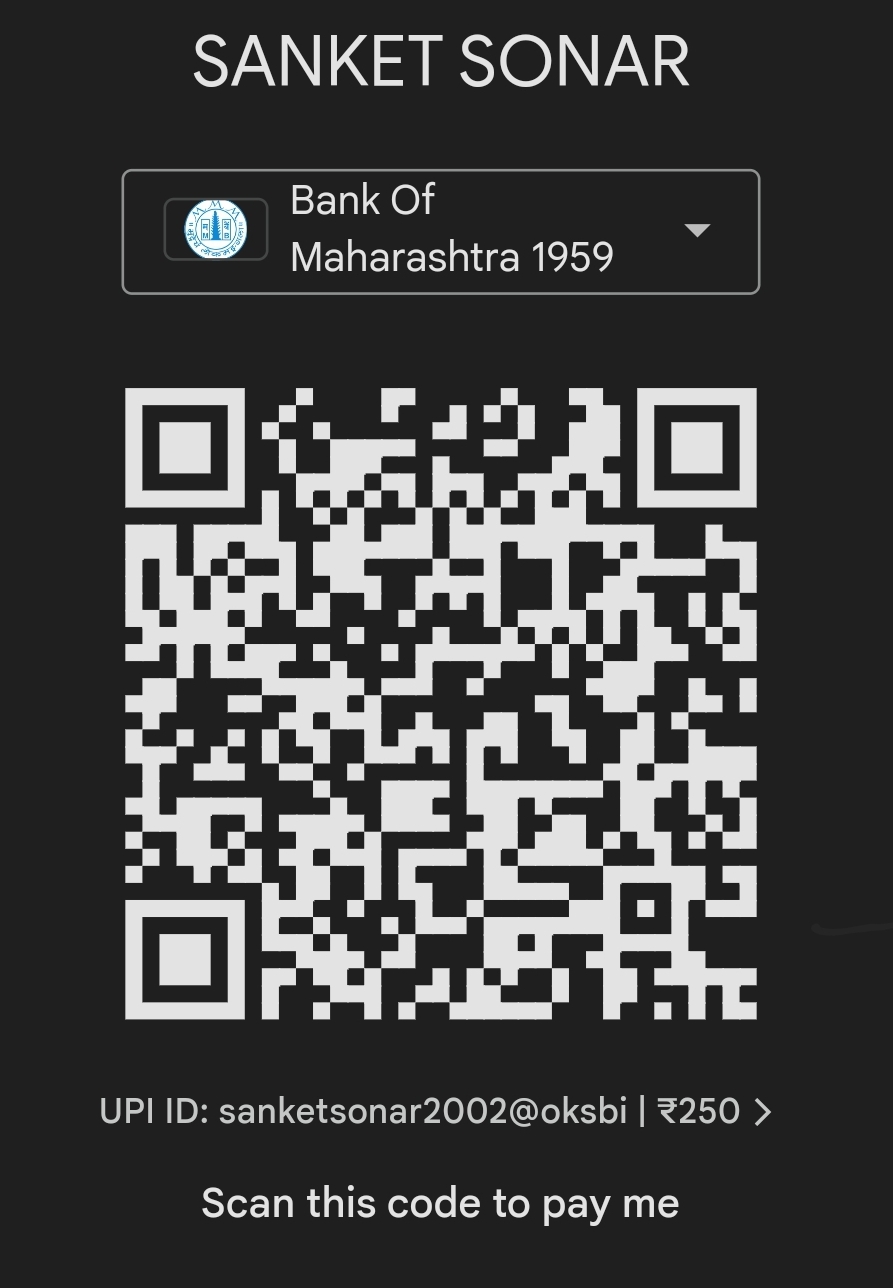 SANKET SONAR
Bank Of
Maharashtra 1959
UPI ID: sanketsonar2002@oksbi | ₹250 >
Scan this code to pay me